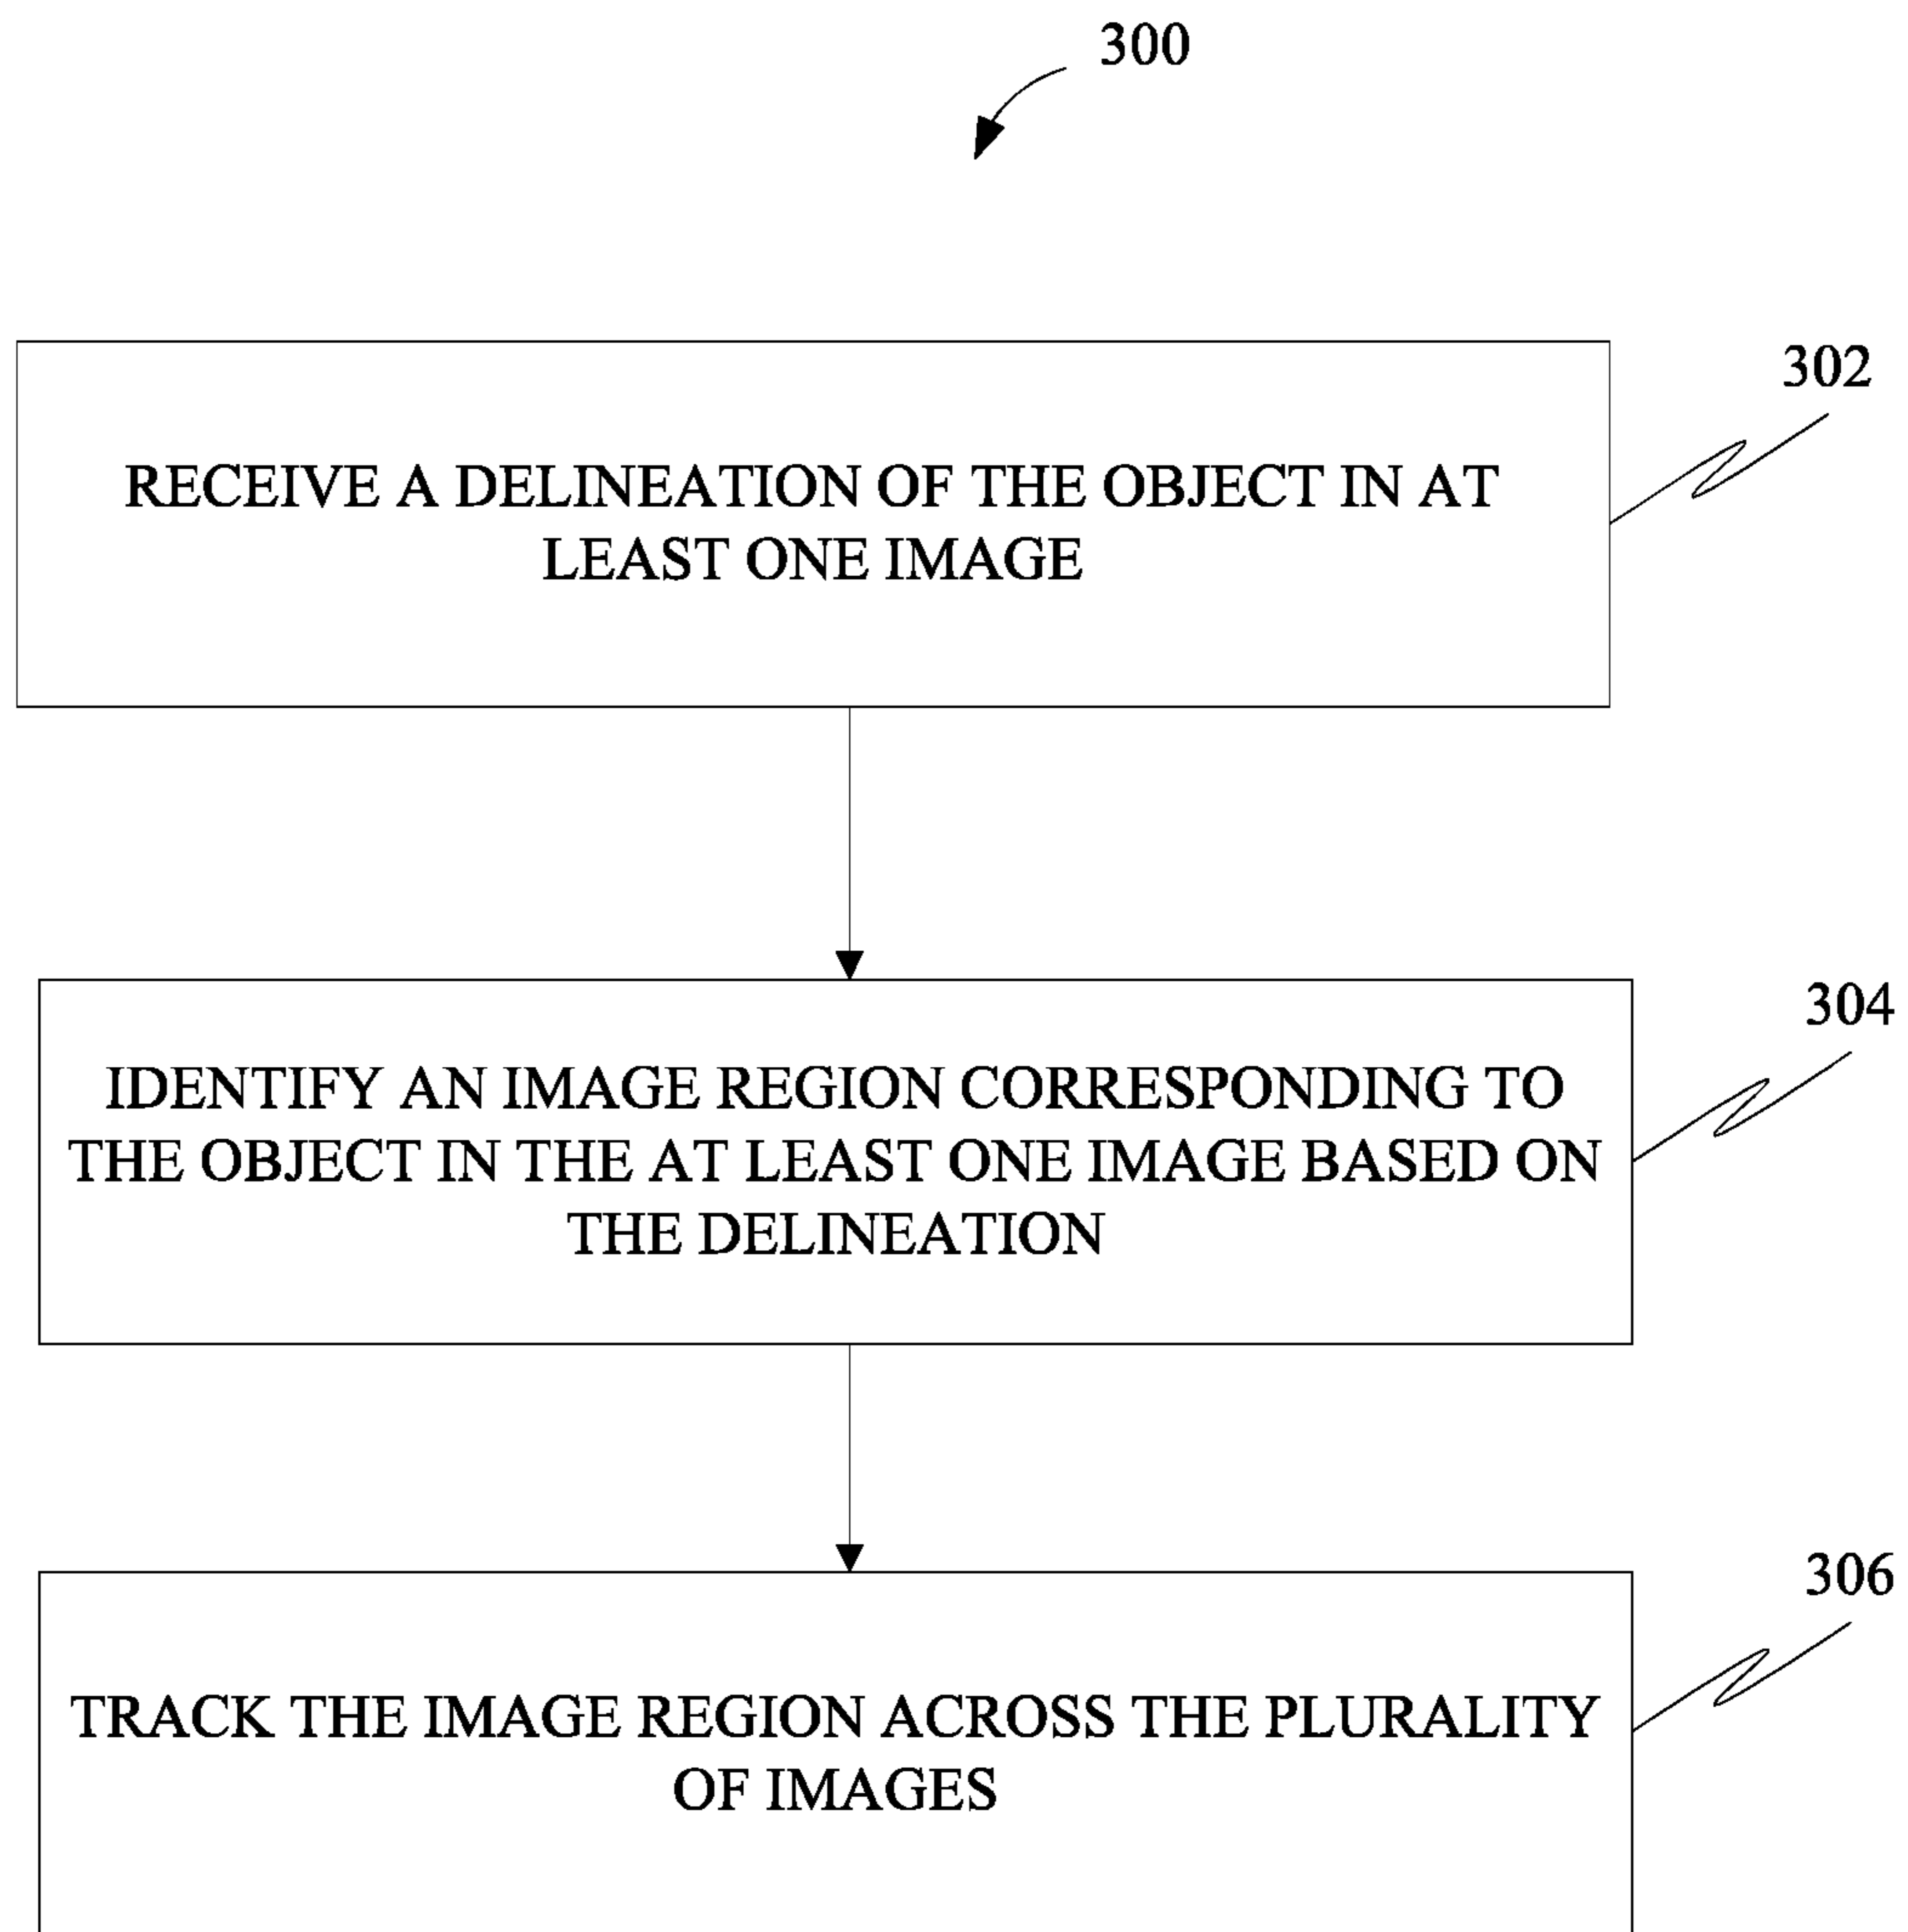 300
302
RECEIVE A DELINEATION OF THE OBJECT IN AT
LEAST ONE IMAGE
304
IDENTIFY AN IMAGE REGION CORRESPONDING TO
THE OBJECT IN THE AT LEAST ONE IMAGE BASED ON
THE DELINEATION
306
TRACK THE IMAGE REGION ACROSS THE PLURALITY
OF IMAGES